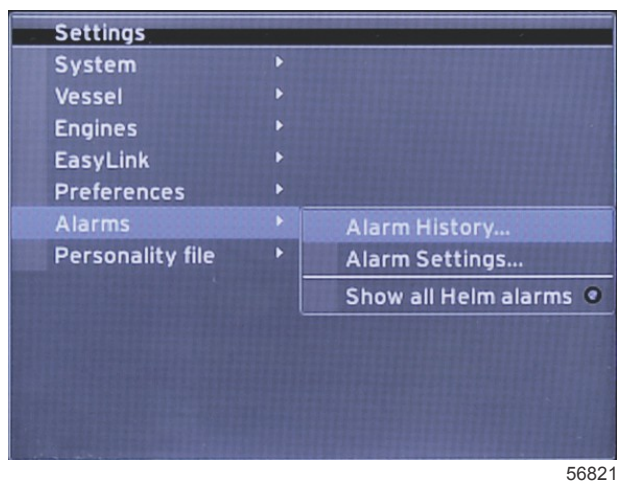 Settings
System
Vessel
Engines
EasyLink
Preferences
Alarms
Personality file
Alarm History...
Alarm Settings...
Show all Helm alarms
56821